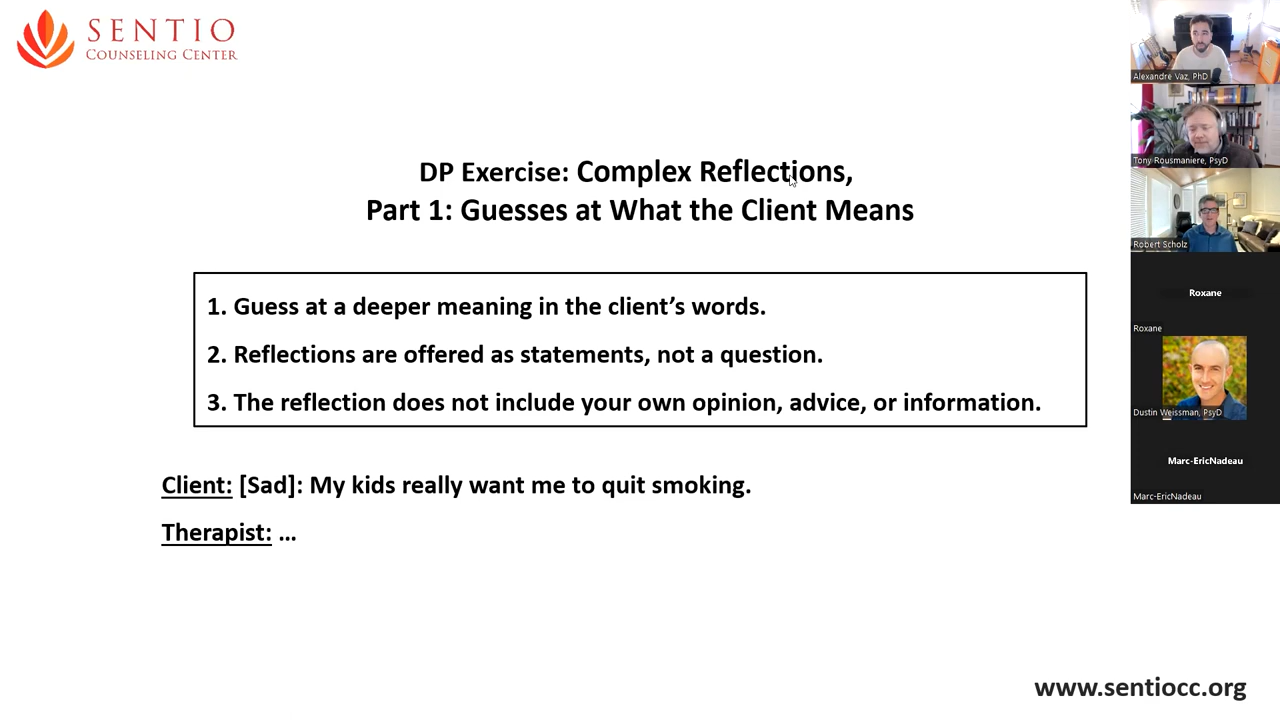 SENTIO
COUNSELING CENTER
DP Exercise: Complex Reflections,
Part 1: Guesses at What the Client Means
1. Guess at a deeper meaning in the client’s words.
2. Reflections are offered as statements, not a question.
3. The reflection does not include your own opinion, advice, or information.
Client: [Sad]: My kids really want me to quit smoking.
Therapist: ...
www.sentiocc.org
Alexandre Vaz, PhD
Tony Rousmaniere, PsyD
Robert Scholz
Roxane
Roxane
Dustin Weissman, PsyD
Marc-EricNadeau
Marc-EricNadeau